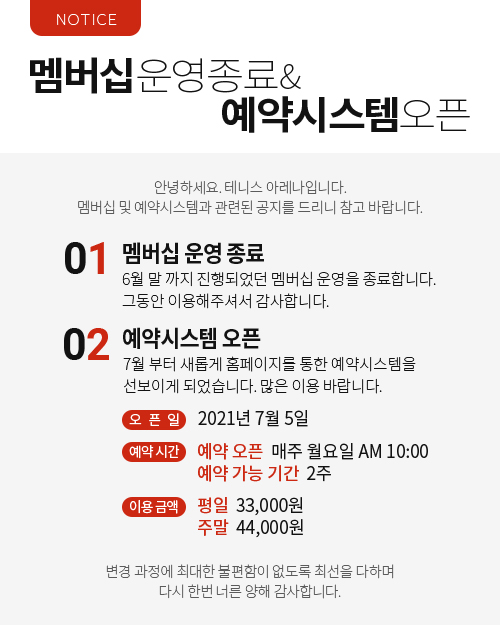 NOTICE
멤버십운영종료&
예약시스템오픈
안녕하세요. 테니스 아레나입니다.
멤버십 및 예약시스템과 관련된 공지를 드리니 참고 바랍니다.
01 멤버십 운영 종료
6월 말 까지 진행되었던 멤버십 운영을 종료합니다.
그동안 이용해주셔서 감사합니다.
02 예약시스템 오픈
7월 부터 새롭게 홈페이지를 통한 예약시스템을
선보이게 되었습니다. 많은 이용 바랍니다.
오 픈 일 2021년 7월 5일
예약시간 예약 오픈 매주 월요일 AM 10:00
예약 가능 기간 2주
이용금액 평일 33,000원
주말 44,000원
변경 과정에 최대한 불편함이 없도록 최선을 다하며
다시 한번 너른 양해 감사합니다.